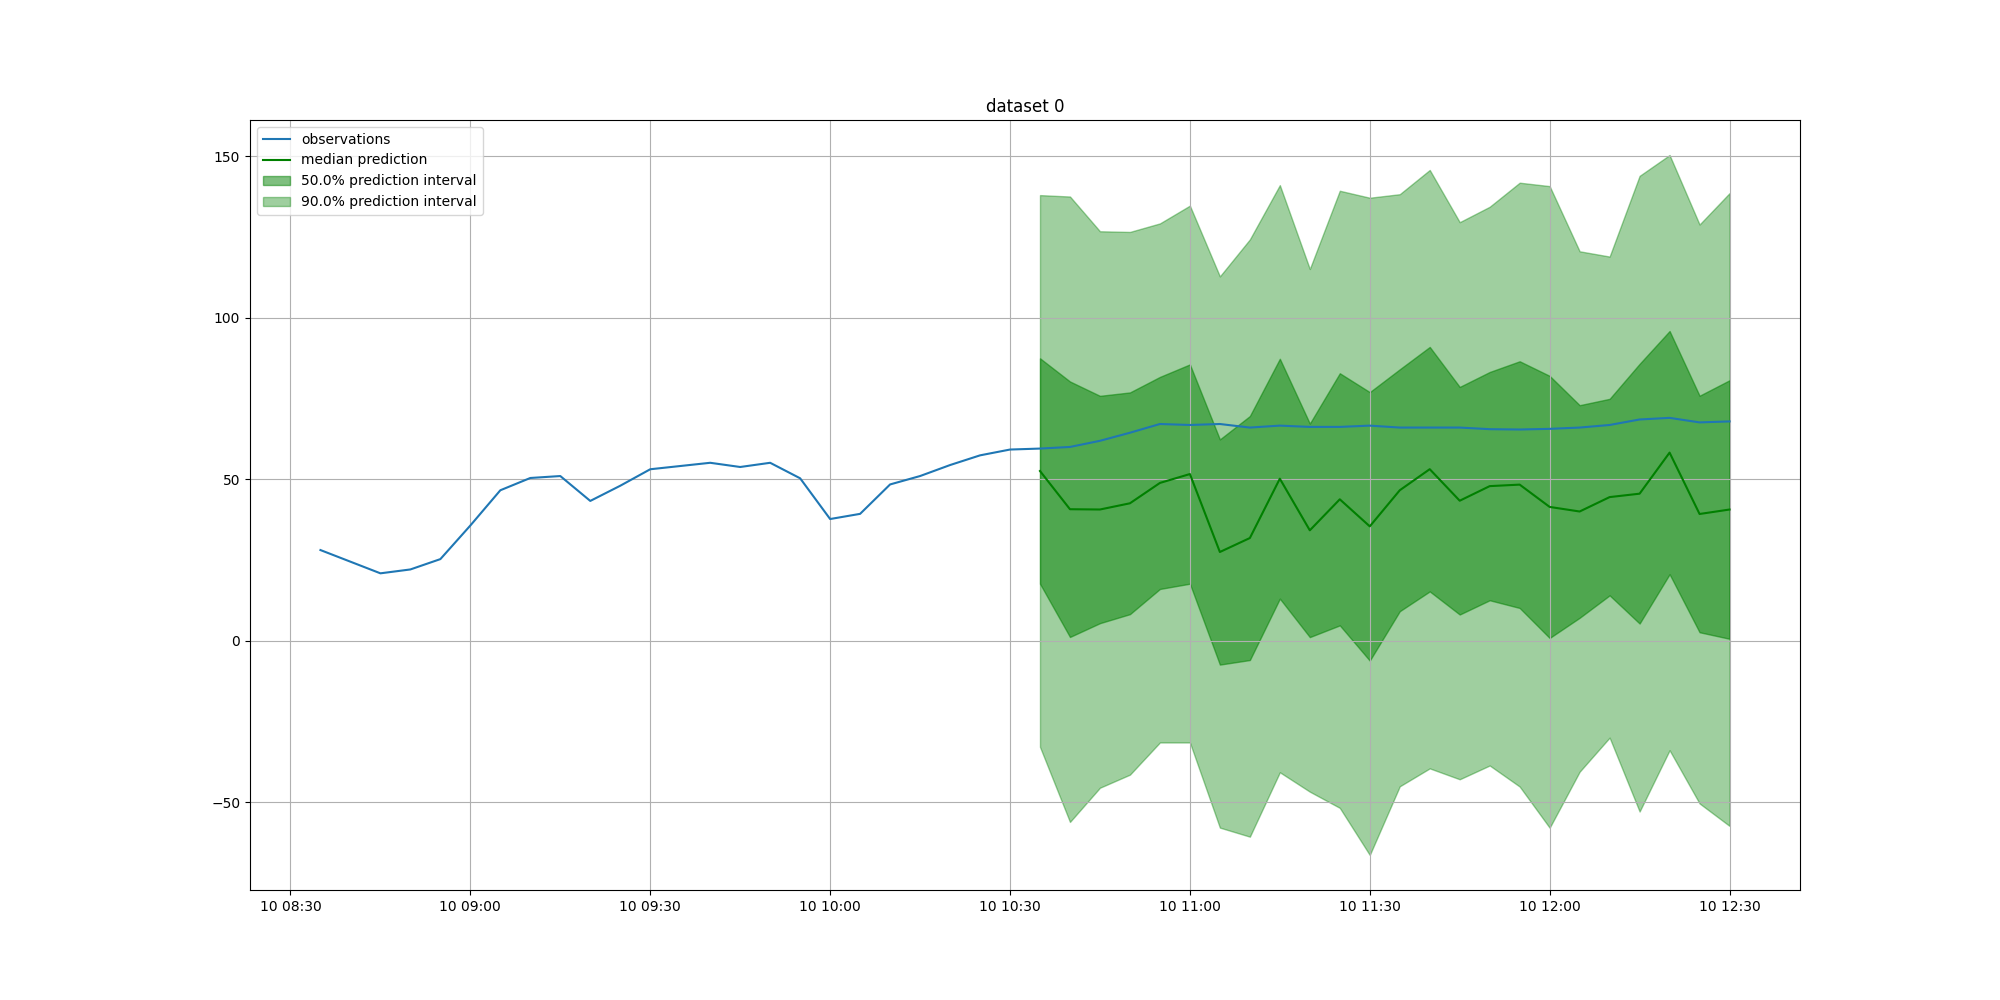 dataset 0
observations
median prediction
50.0% prediction interval
90.0% prediction interval
150
100
50
0
−50
10 08:30
10 09:00
10 09:30
10 10:00
10 10:30
10 11:00
10 11:30
10 12:00
10 12:30